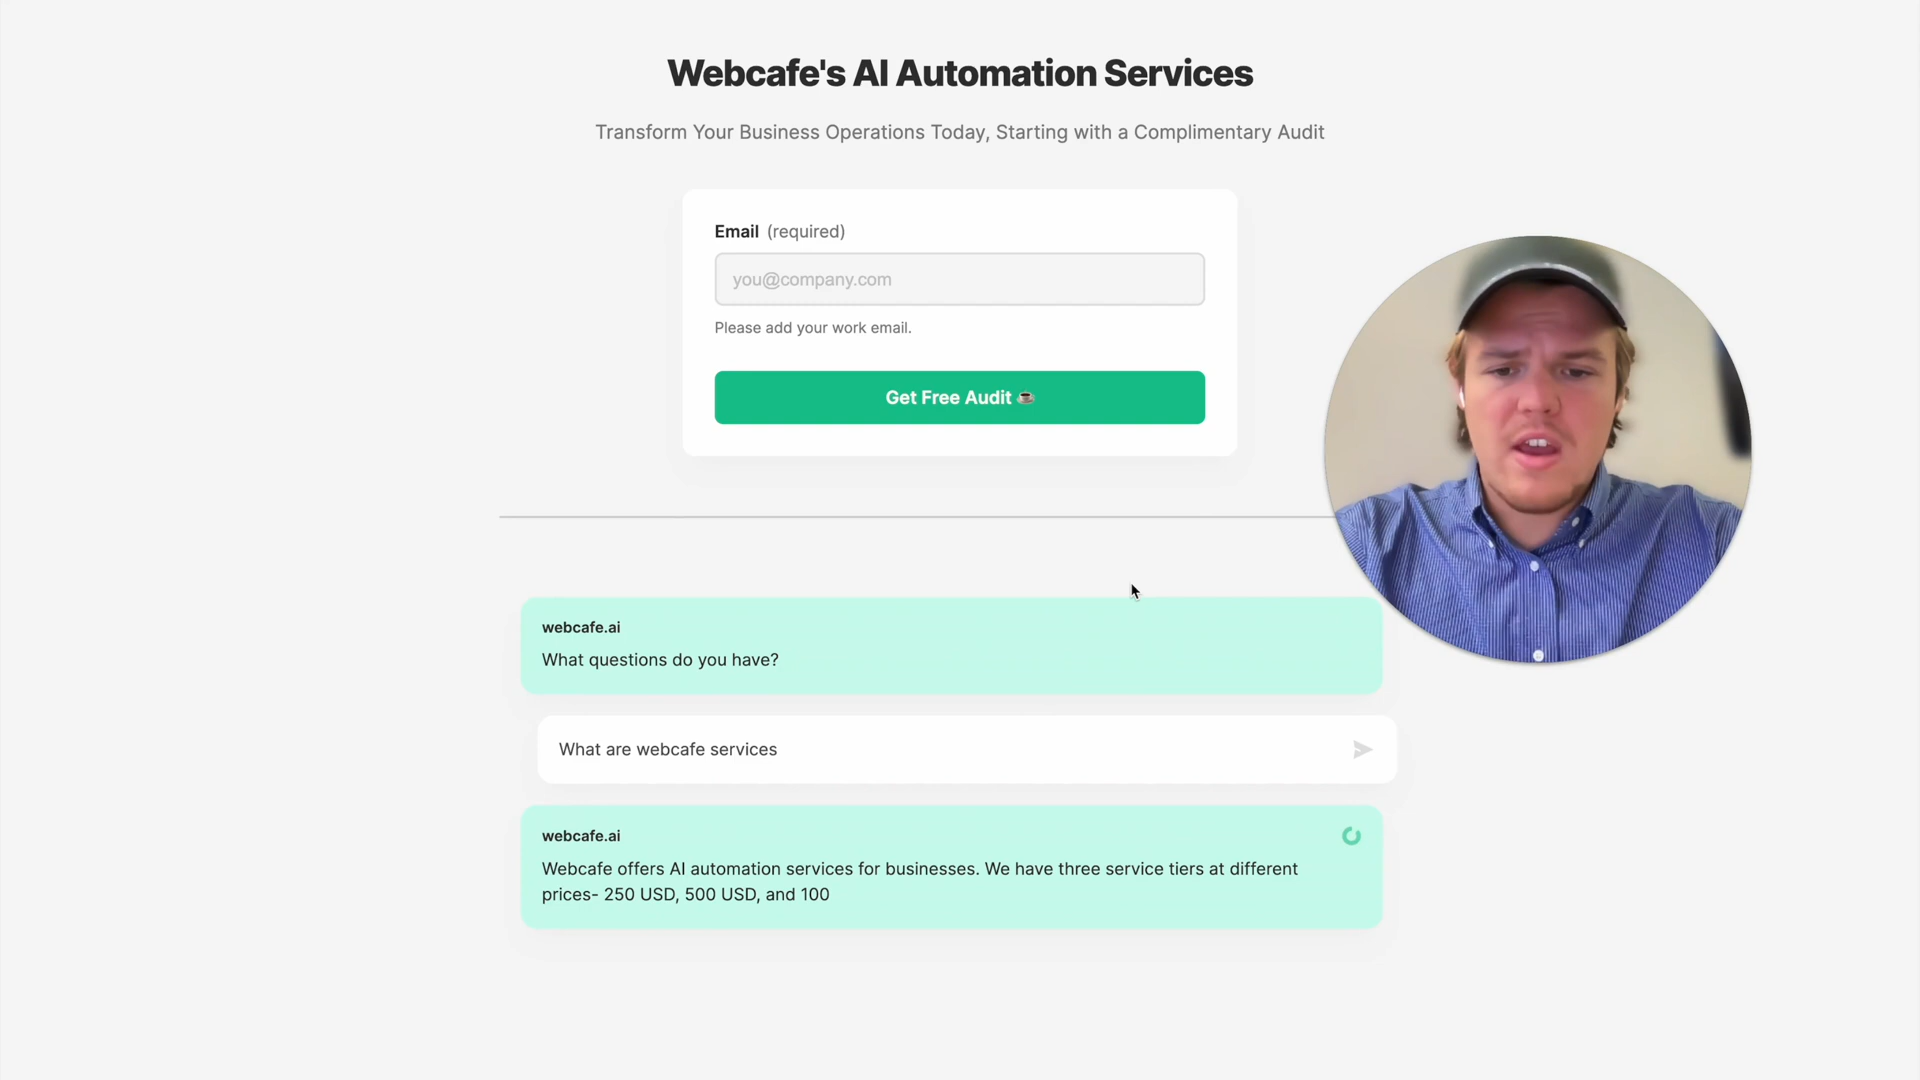 Webcafe's AI Automation Services
Transform Your Business Operations Today, Starting with a Complimentary Audit
Email (required)
you@company.com
Please add your work email.
Get Free Audit ☕
webcafe.ai
What questions do you have?
What are webcafe services
webcafe.ai
Webcafe offers AI automation services for businesses. We have three service tiers at different
prices- 250 USD, 500 USD, and 100